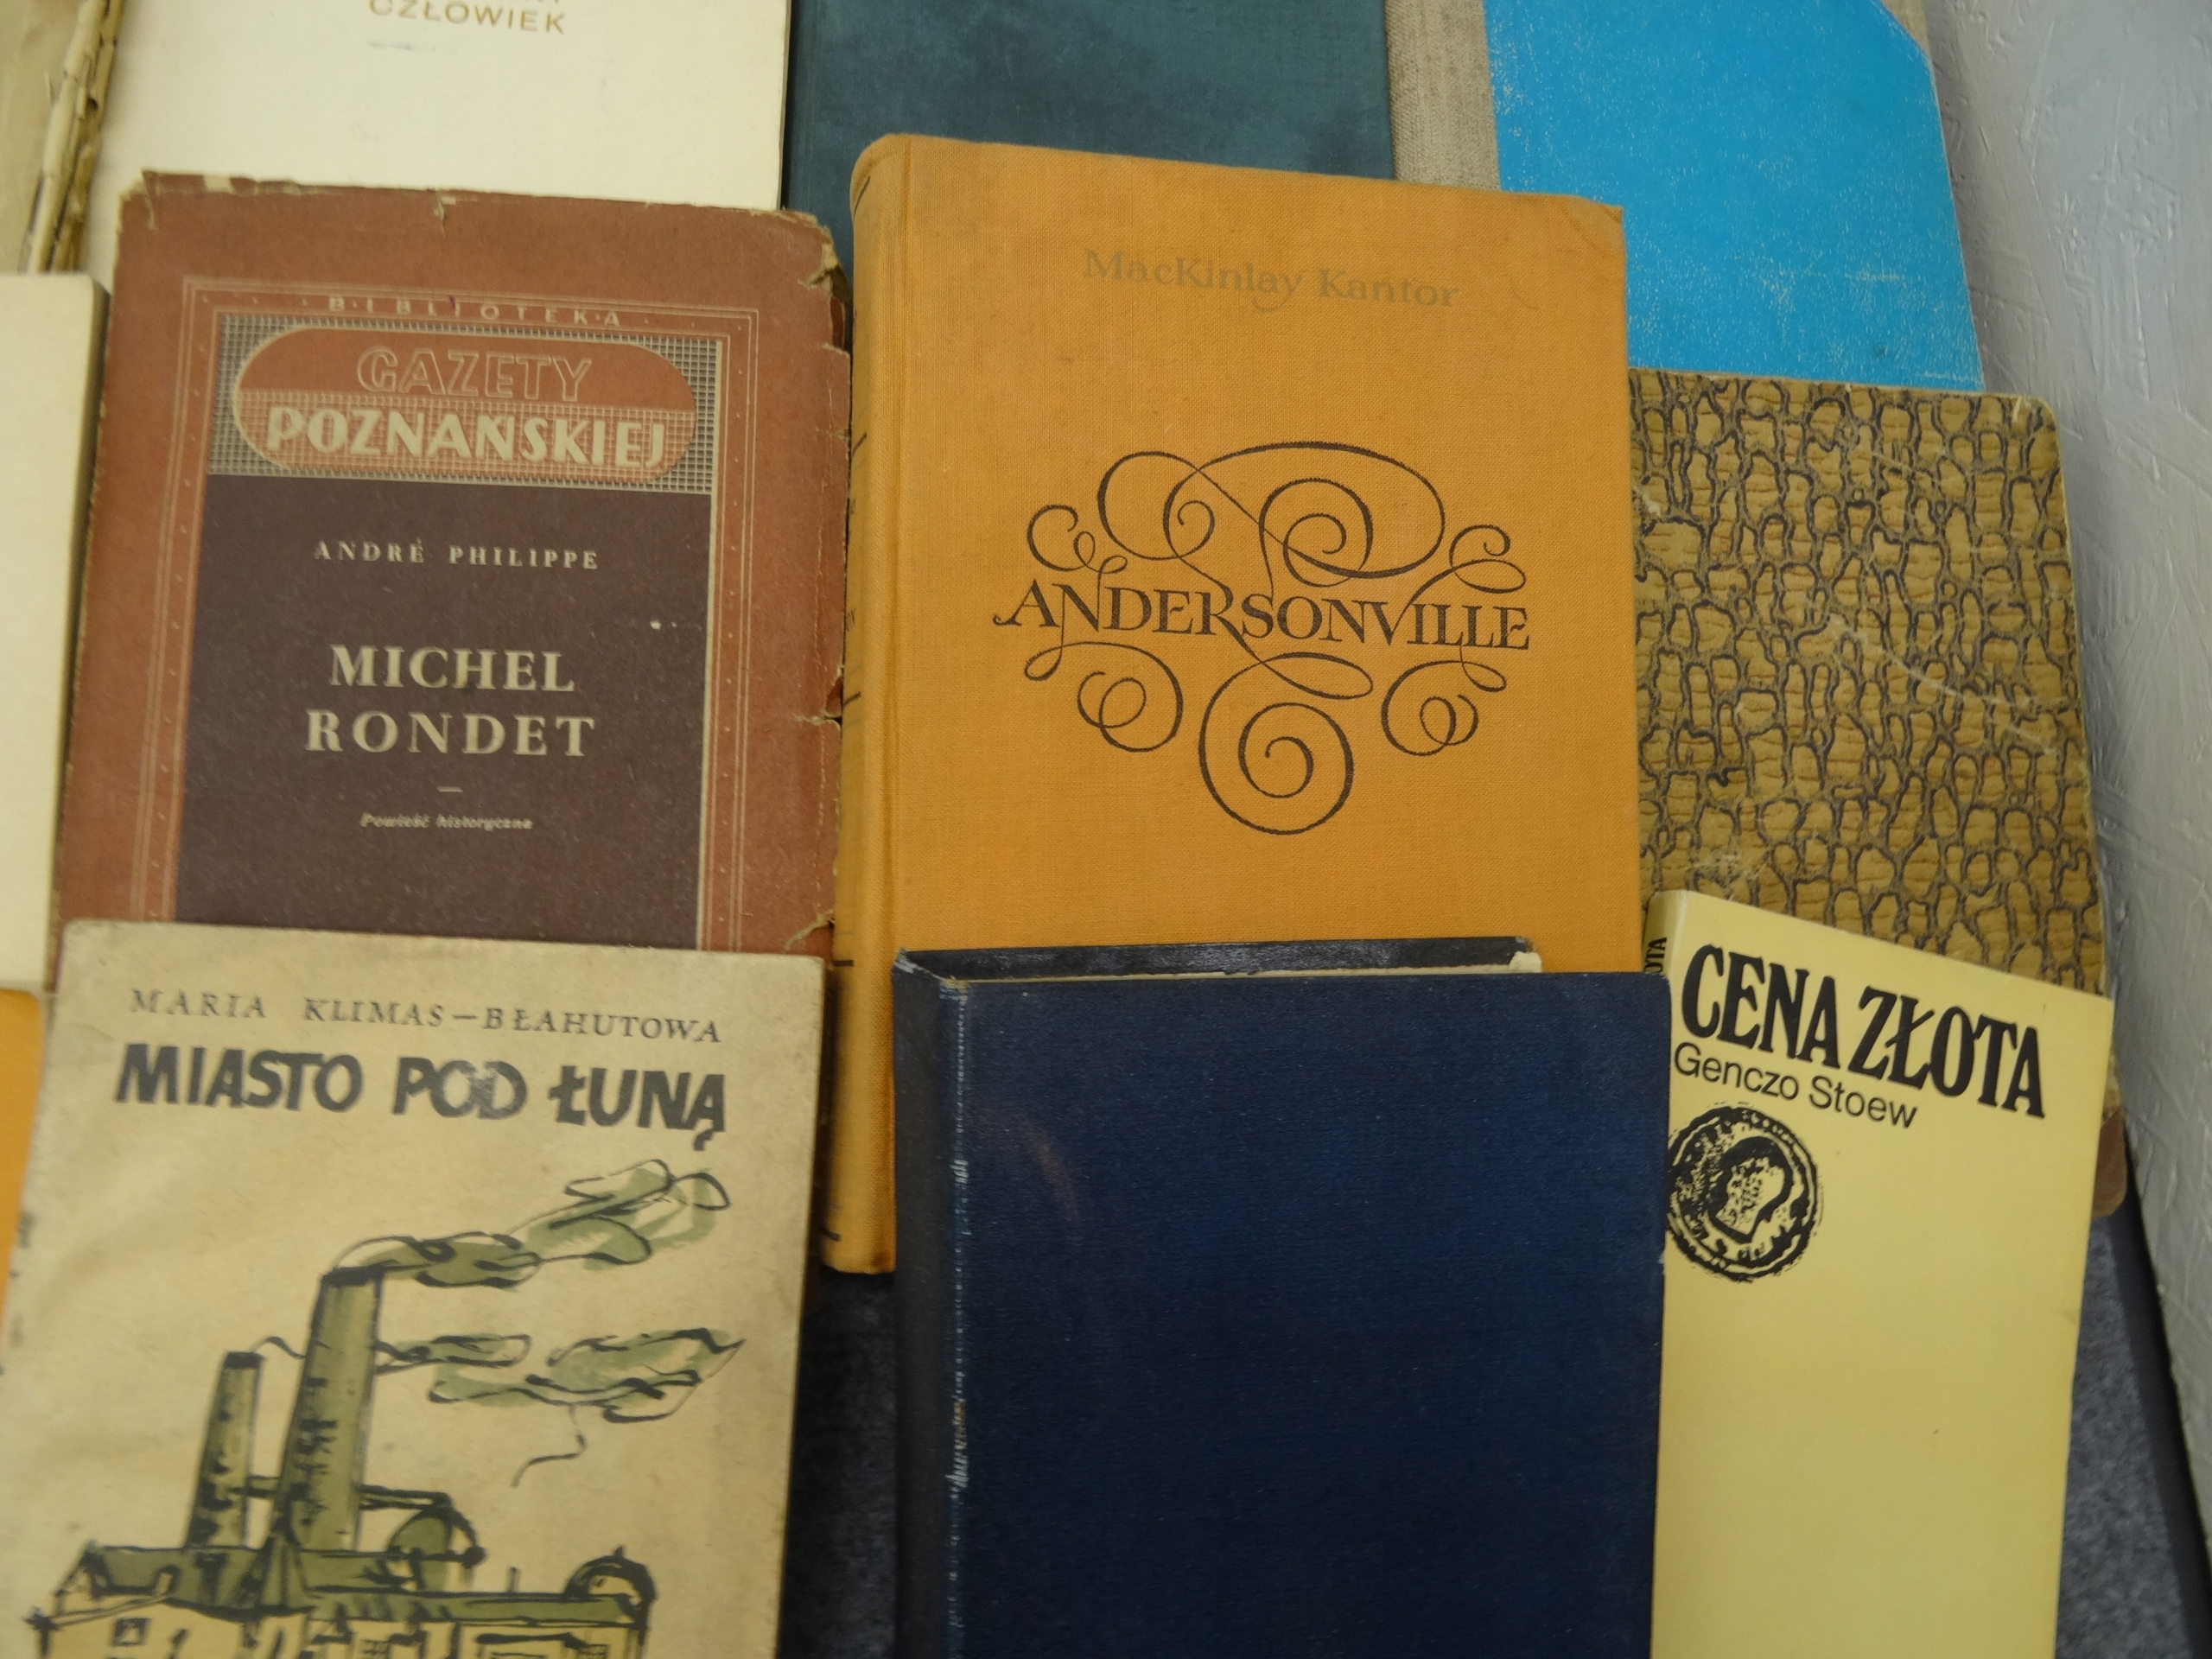 CZŁOWIEK
BIBLIOTEKA
GAZETY
POZNAŃSKIEJ
ANDRÉ PHILIPPE
MICHEL
RONDET
Powieść historyczna
MacKinlay Kantor
ANDERSONVILLE
MARIA KLIMAS-BŁAHUTOWA
MIASTO POD ŁUNĄ
CENA ZŁOTA
Genczo Stoew